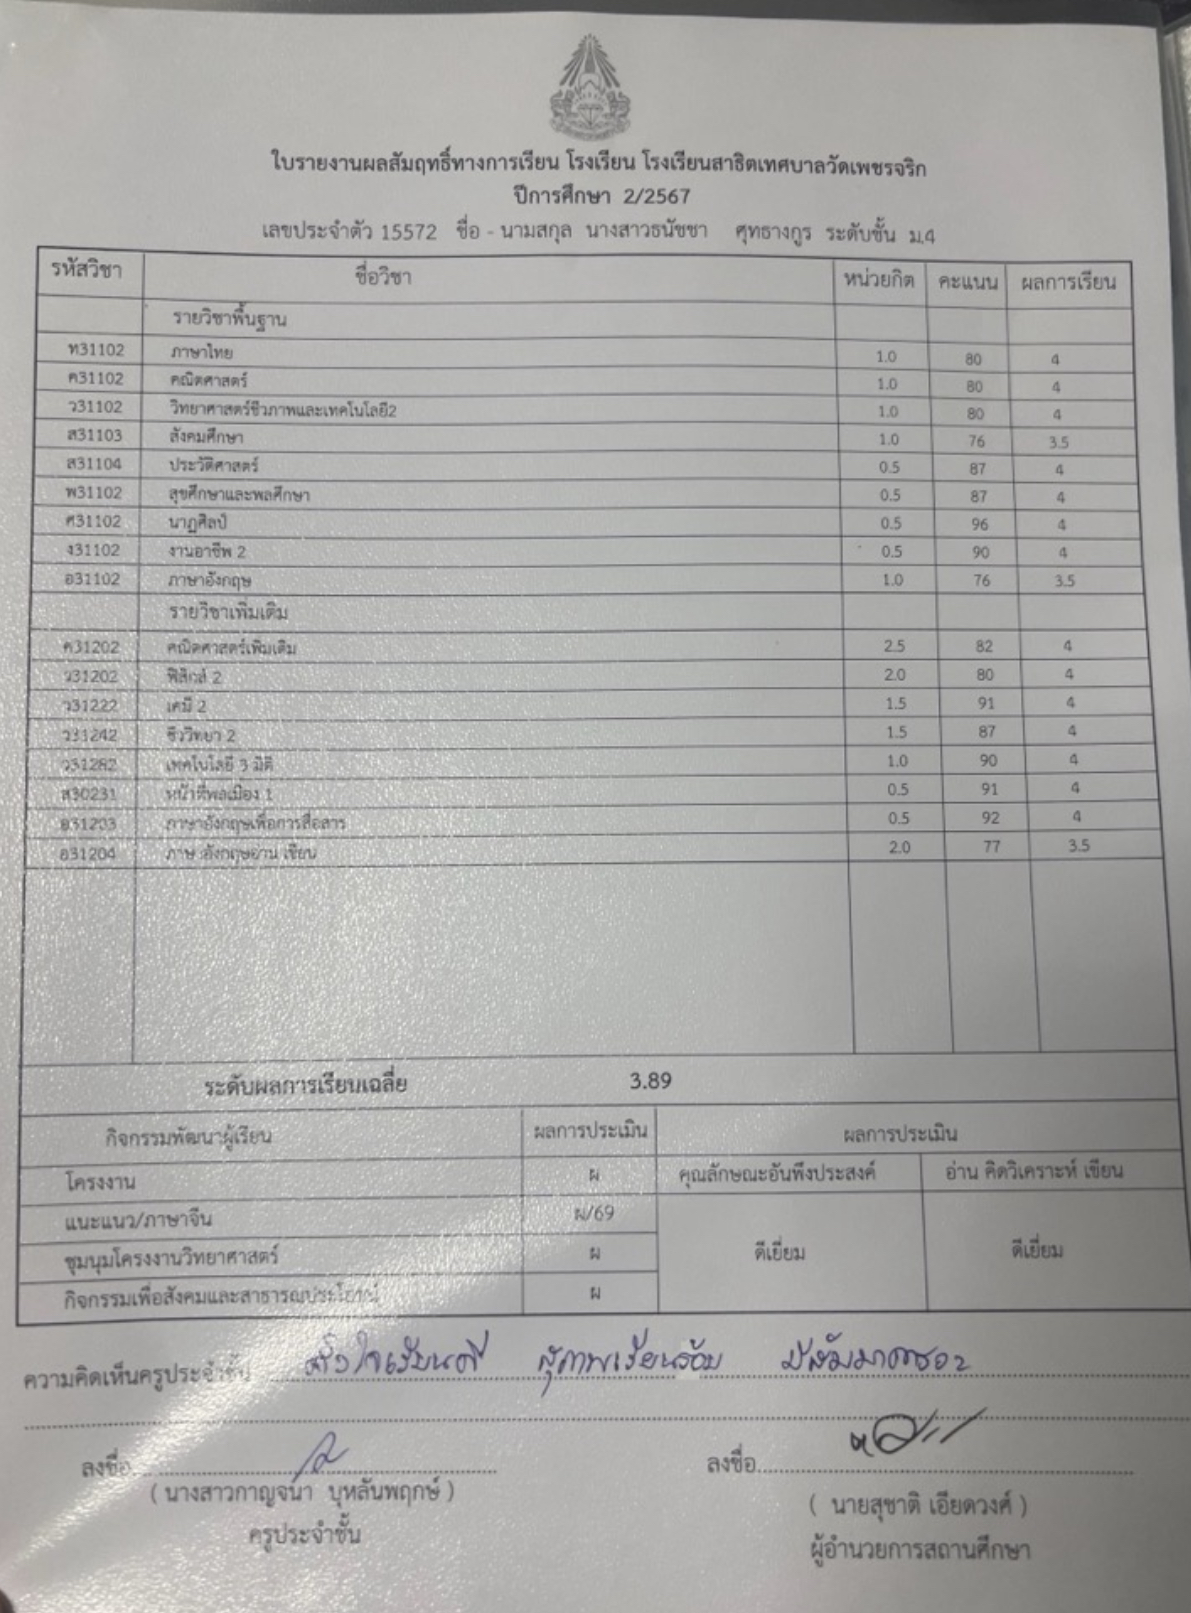 ใบรายงานผลสัมฤทธิ์ทางการเรียน โรงเรียน โรงเรียนสาธิตเทศบาลวัดเพชรจริก
ปีการศึกษา 2/2567
เลขประจำตัว 15572 ชื่อ - นามสกุล นางสาวธนัชชา ศุทธางกูร ระดับชั้น ม.4
รหัสวิชา ชื่อวิชา หน่วยกิต คะแนน ผลการเรียน
รายวิชาพื้นฐาน
ท31102 ภาษาไทย 1.0 80 4
ค31102 คณิตศาสตร์ 1.0 80 4
ว31102 วิทยาศาสตร์ชีวภาพและเทคโนโลยี2 1.0 80 4
ส31103 สังคมศึกษา 1.0 76 3.5
ส31104 ประวัติศาสตร์ 0.5 87 4
พ31102 สุขศึกษาและพลศึกษา 0.5 87 4
ศ31102 นาฏศิลป์ 0.5 96 4
ง31102 งานอาชีพ 2 0.5 90 4
อ31102 ภาษาอังกฤษ 1.0 76 3.5
รายวิชาเพิ่มเติม
ค31202 คณิตศาสตร์เพิ่มเติม 2.5 82 4
ว31202 ฟิสิกส์ 2 2.0 80 4
ว31222 เคมี 2 1.5 91 4
ว31242 ชีววิทยา 2 1.5 87 4
ว31282 เทคโนโลยี 3 มิติ 1.0 90 4
ส30231 หน้าที่พลเมือง 1 0.5 91 4
อ31203 ภาษาอังกฤษเพื่อการสื่อสาร 0.5 92 4
อ31204 ภาษาอังกฤษอ่าน เขียน 2.0 77 3.5
ระดับผลการเรียนเฉลี่ย 3.89
กิจกรรมพัฒนาผู้เรียน ผลการประเมิน ผลการประเมิน
โครงงาน ผ คุณลักษณะอันพึงประสงค์ อ่าน คิดวิเคราะห์ เขียน
แนะแนว/ภาษาจีน ผ/69
ชุมนุมโครงงานวิทยาศาสตร์ ผ ดีเยี่ยม ดีเยี่ยม
กิจกรรมเพื่อสังคมและสาธารณประโยชน์ ผ
ความคิดเห็นครูประจำชั้น ตั้งใจเรียนดี สุภาพเรียบร้อย มีสัมมาคารวะ
ลงชื่อ ลงชื่อ
( นางสาวกาญจนา บุหลันพฤกษ์ ) ( นายสุชาติ เอียดวงศ์ )
ครูประจำชั้น ผู้อำนวยการสถานศึกษา